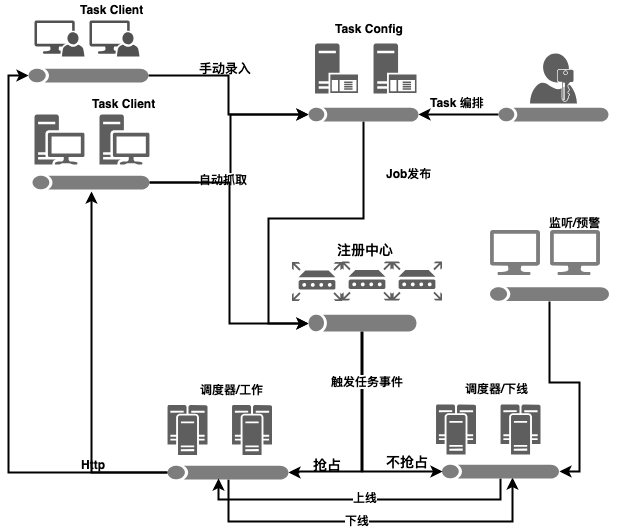 Task Client
Task Config
手动录入
Task Client
Task 编排
自动抓取
Job发布
监听/预警
注册中心
触发任务事件
调度器/工作
调度器/下线
Http
抢占
不抢占
上线
下线